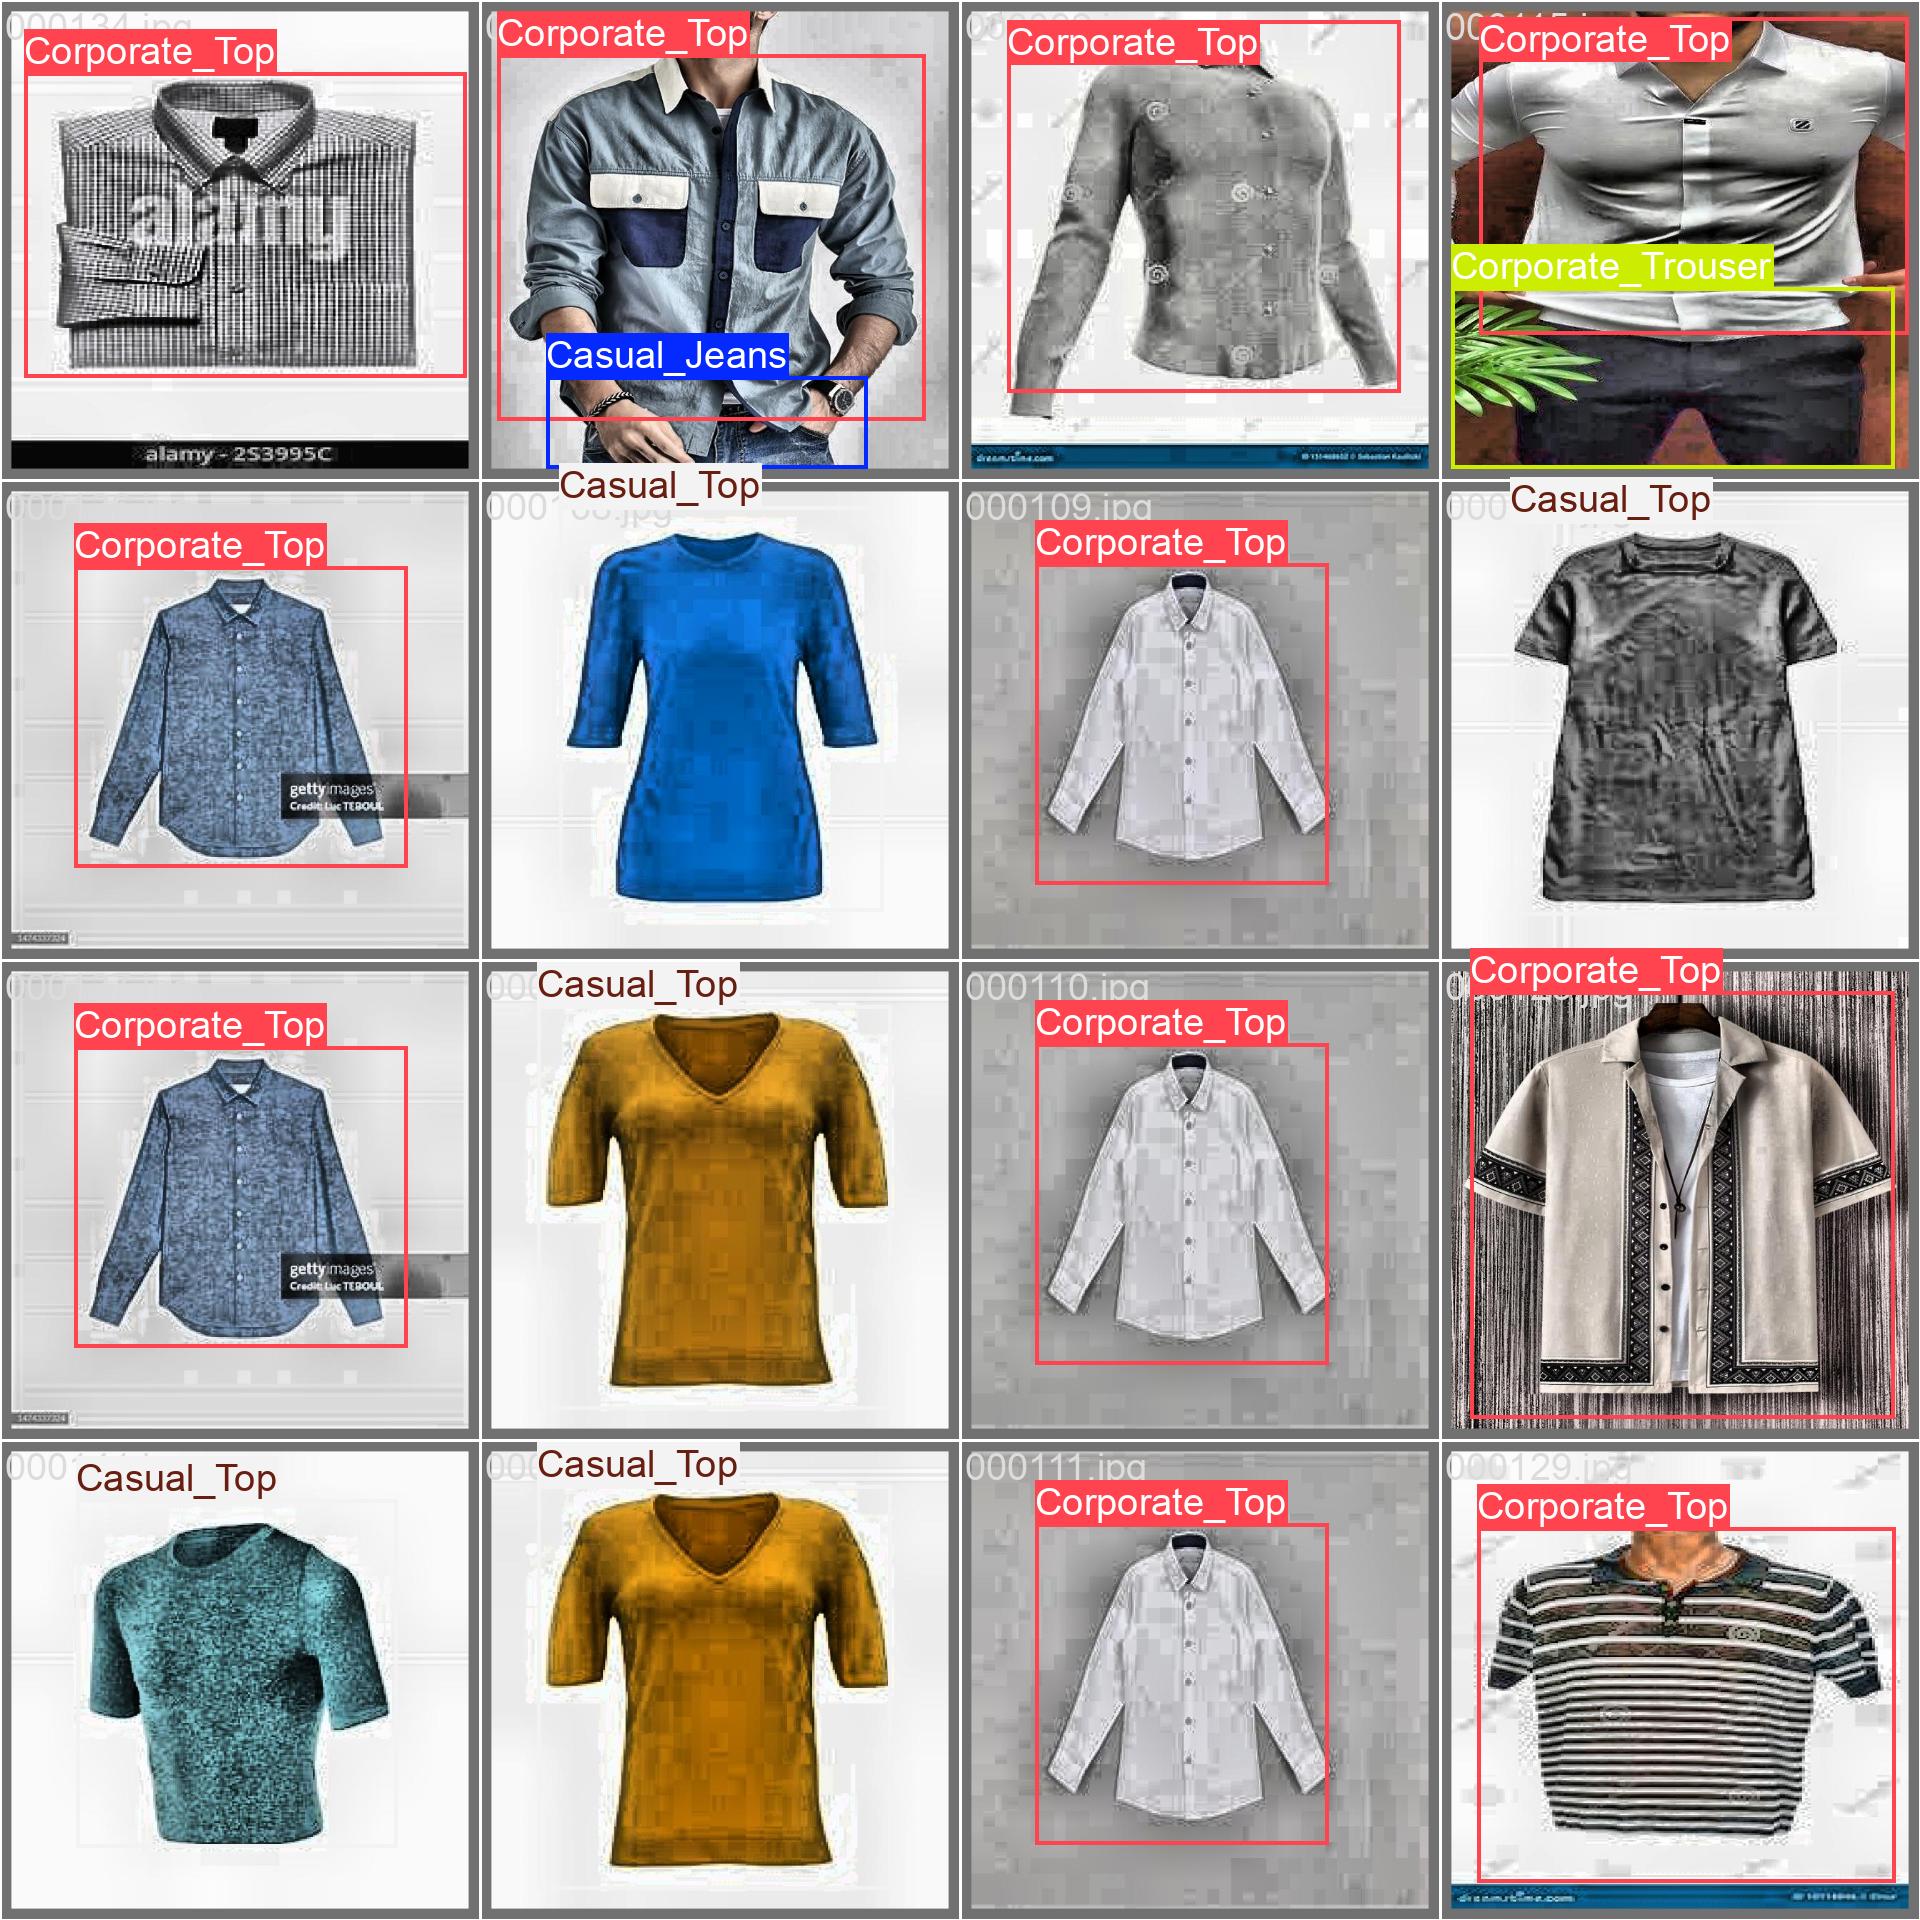 000134.jpg
Corporate_Top
alamy
alamy - 2S3995C
Corporate_Top
Casual_Jeans
Corporate_Top
dreamstime.com
Corporate_Top
Corporate_Trouser
Corporate_Top
gettyimages
Credit: Luc TEBOUL
Casual_Top
000109.jpg
Corporate_Top
000
Casual_Top
Corporate_Top
gettyimages
Credit: Luc TEBOUL
Casual_Top
000110.jpg
Corporate_Top
Corporate_Top
Casual_Top
Casual_Top
000111.jpg
Corporate_Top
000129.jpg
Corporate_Top
dreamstime.com